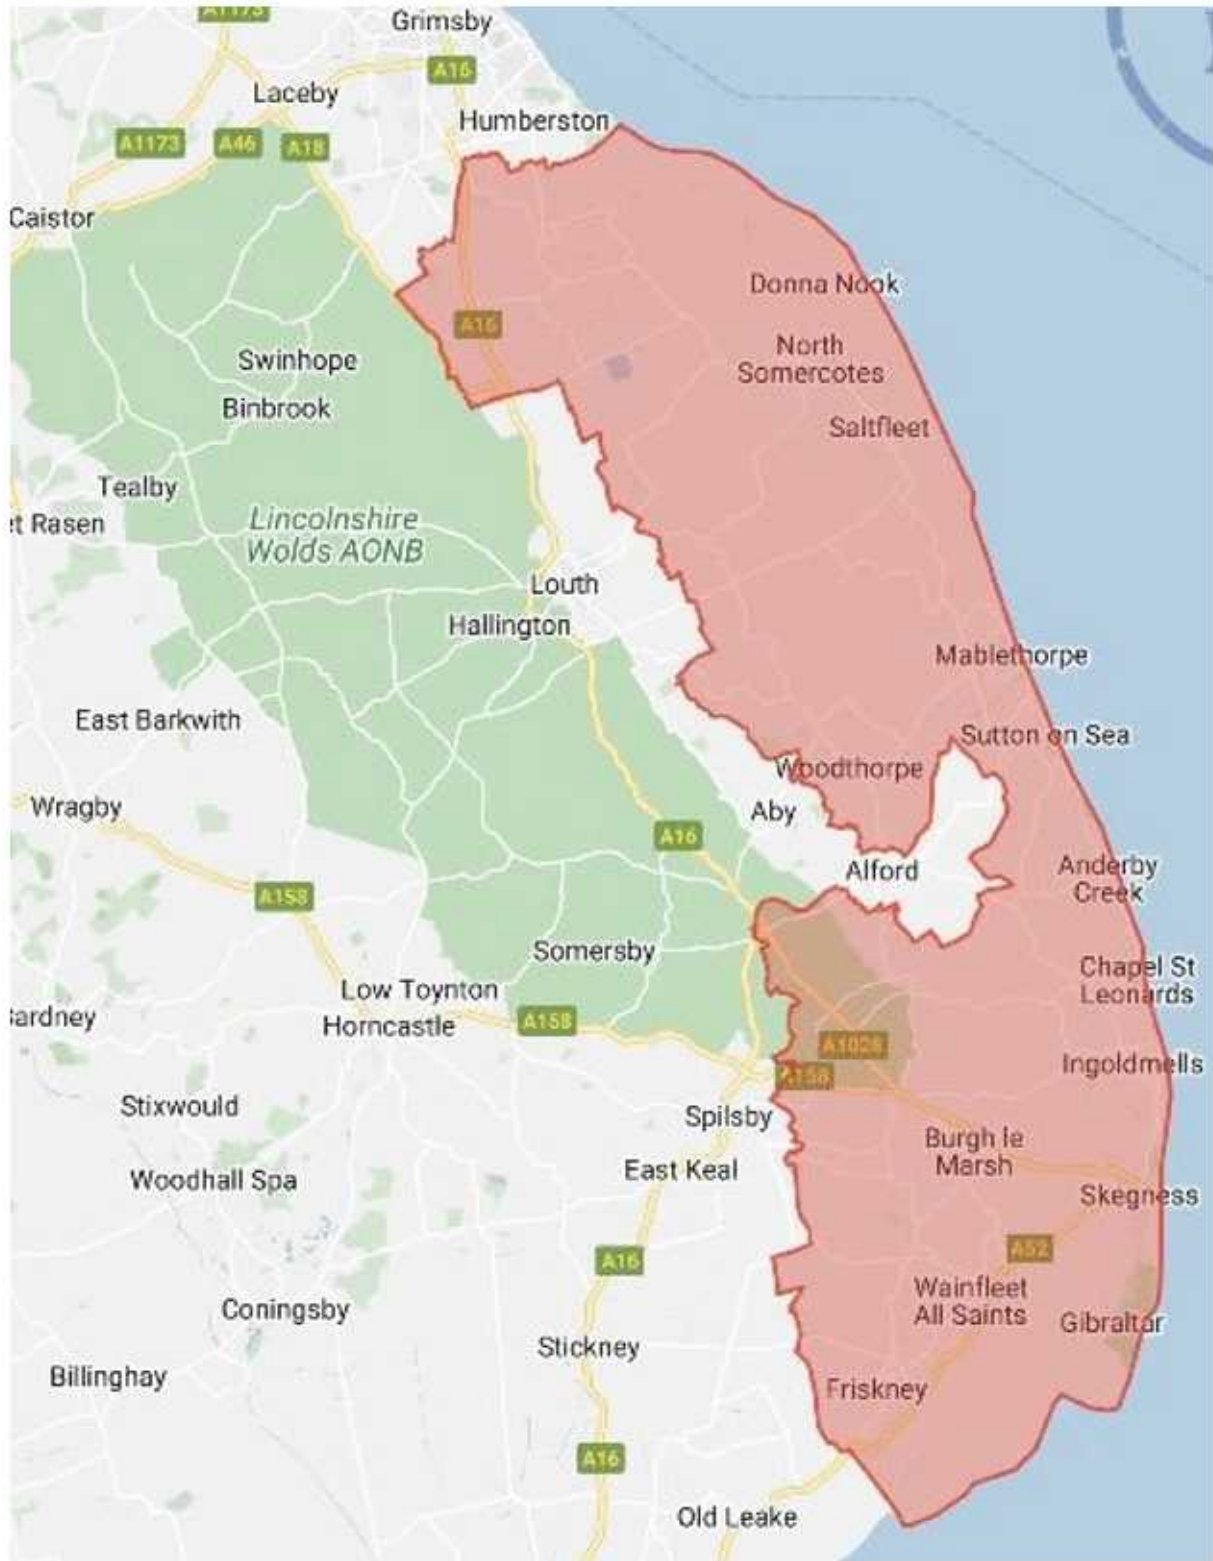 A1173
Grimsby
A16
Laceby
Humberston
A1173
A46
A18
Caistor
Donna Nook
A16
North
Somercotes
Swinhope
Binbrook
Saltfleet
Tealby
et Rasen
Lincolnshire
Wolds AONB
Louth
Hallington
Mablethorpe
East Barkwith
Sutton on Sea
Woodthorpe
Wragby
Aby
A16
Alford
Anderby
Creek
A158
Somersby
Chapel St
Leonards
Low Toynton
Horncastle
A158
Bardney
A1028
Ingoldmells
A158
Stixwould
Spilsby
Burgh le
Marsh
East Keal
Woodhall Spa
Skegness
A52
A16
Wainfleet
All Saints
Coningsby
Gibraltar
Stickney
Billinghay
Friskney
A16
Old Leake